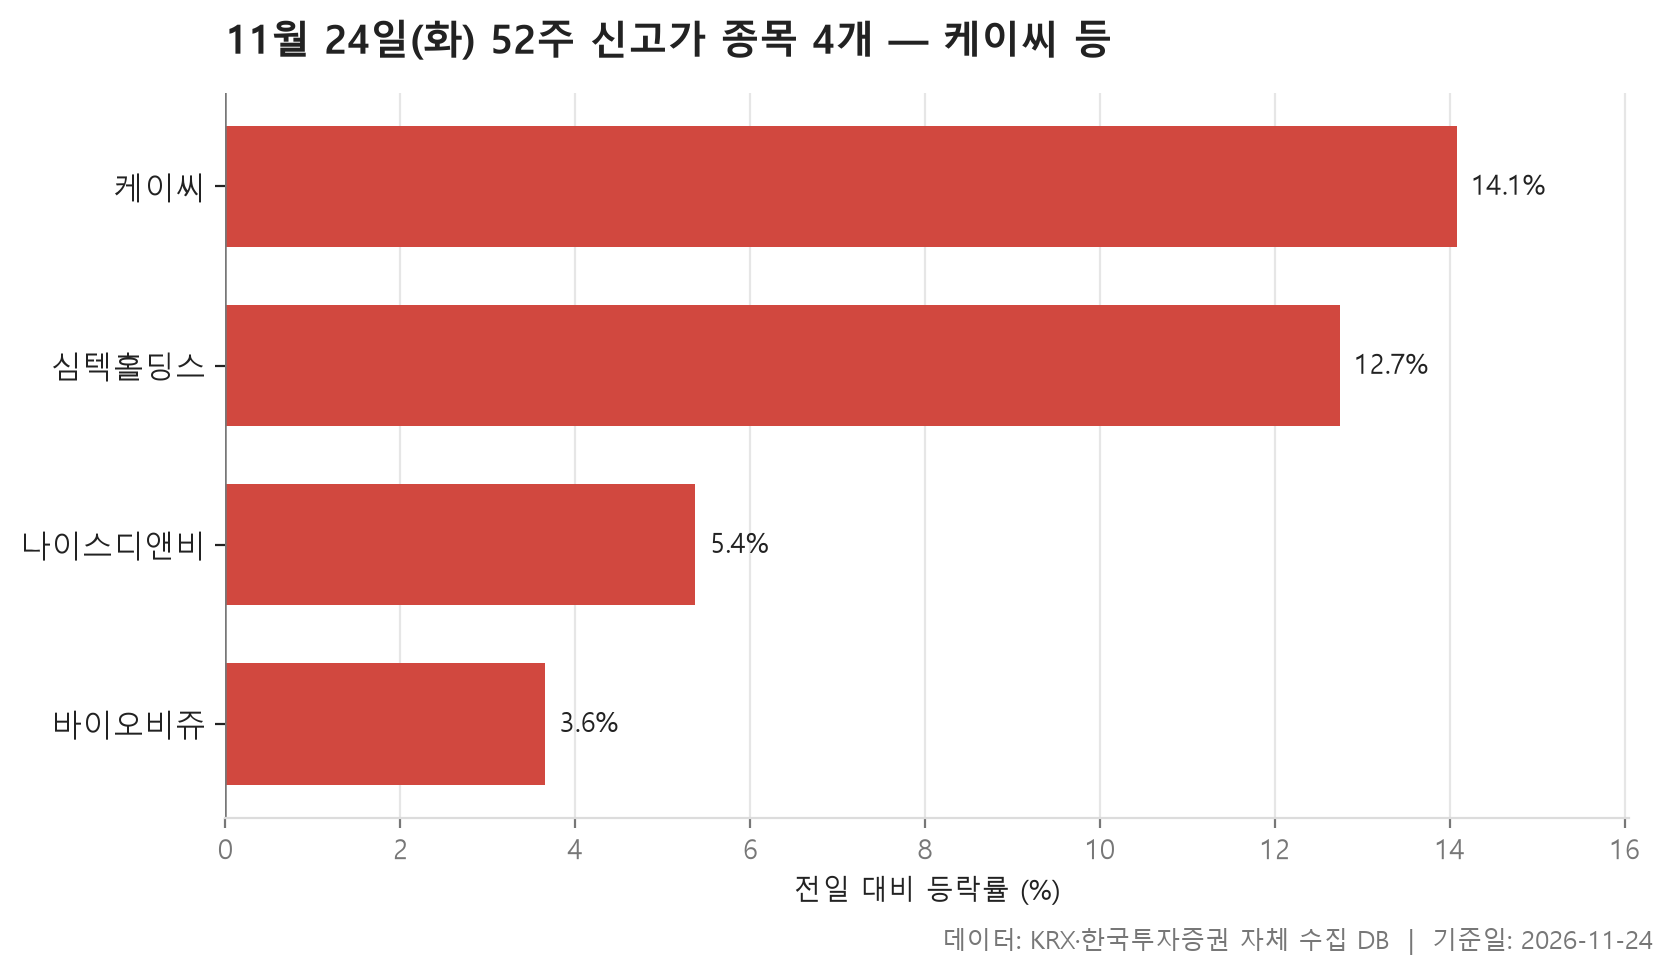 11월 24일(화) 52주 신고가 종목 4개 — 케이씨 등
케이씨
14.1%
심텍홀딩스
12.7%
나이스디앤비
5.4%
바이오비쥬
3.6%
0 2 4 6 8 10 12 14 16
전일 대비 등락률 (%)
데이터: KRX·한국투자증권 자체 수집 DB | 기준일: 2026-11-24